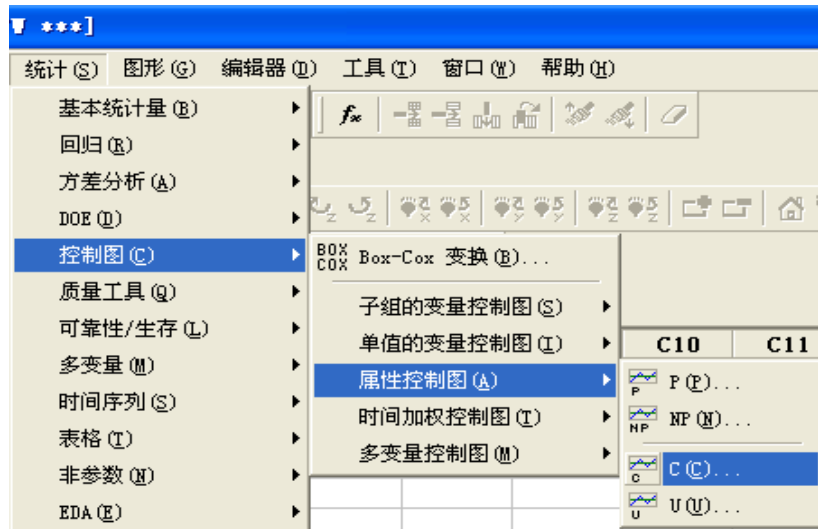 ***]
统计(S) 图形(G) 编辑器(D) 工具(T) 窗口(W) 帮助(H)
基本统计量(B)
回归(R)
方差分析(A)
DOE(D)
控制图(C)
质量工具(Q)
可靠性/生存(L)
多变量(M)
时间序列(S)
表格(T)
非参数(N)
EDA(E)
BOX COX Box-Cox 变换(B)...
子组的变量控制图(S)
单值的变量控制图(I)
属性控制图(A)
时间加权控制图(T)
多变量控制图(M)
C10 C11
P P(P)...
NP NP(N)...
C C(C)...
U U(U)...